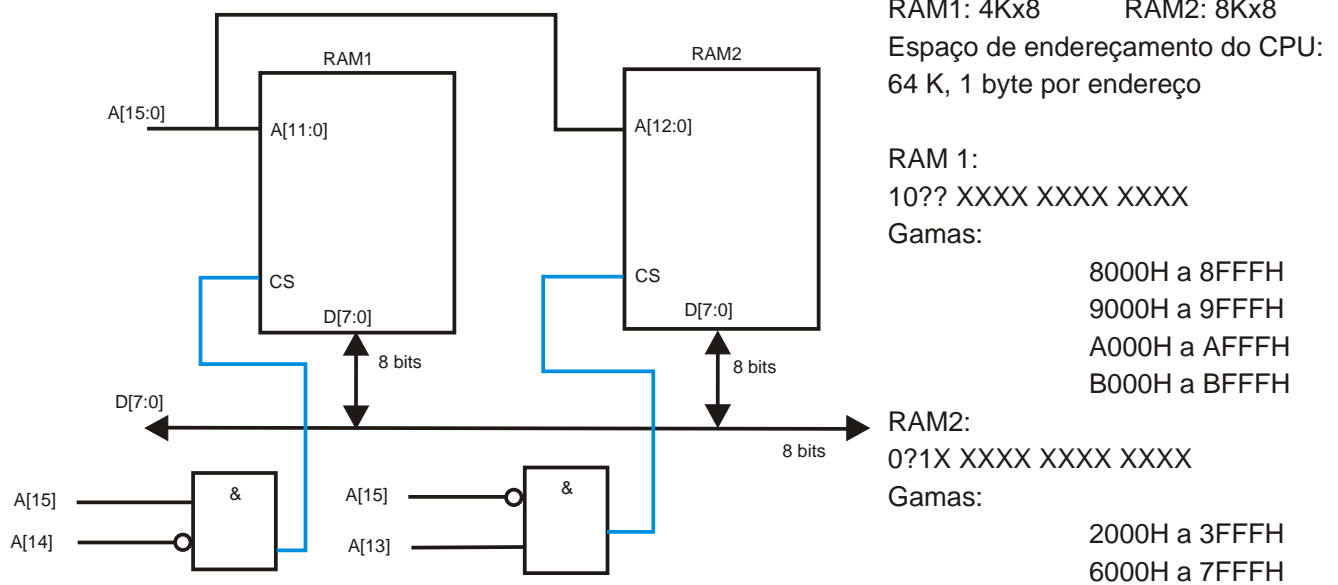 RAM1
RAM2
A[15:0]
A[11:0]
A[12:0]
CS
CS
D[7:0]
D[7:0]
8 bits
8 bits
D[7:0]
8 bits
A[15]
A[14]
&
A[15]
A[13]
&
RAM1: 4Kx8 RAM2: 8Kx8
Espaço de endereçamento do CPU:
64 K, 1 byte por endereço
RAM 1:
10?? XXXX XXXX XXXX
Gamas:
8000H a 8FFFH
9000H a 9FFFH
A000H a AFFFH
B000H a BFFFH
RAM2:
0?1X XXXX XXXX XXXX
Gamas:
2000H a 3FFFH
6000H a 7FFFH